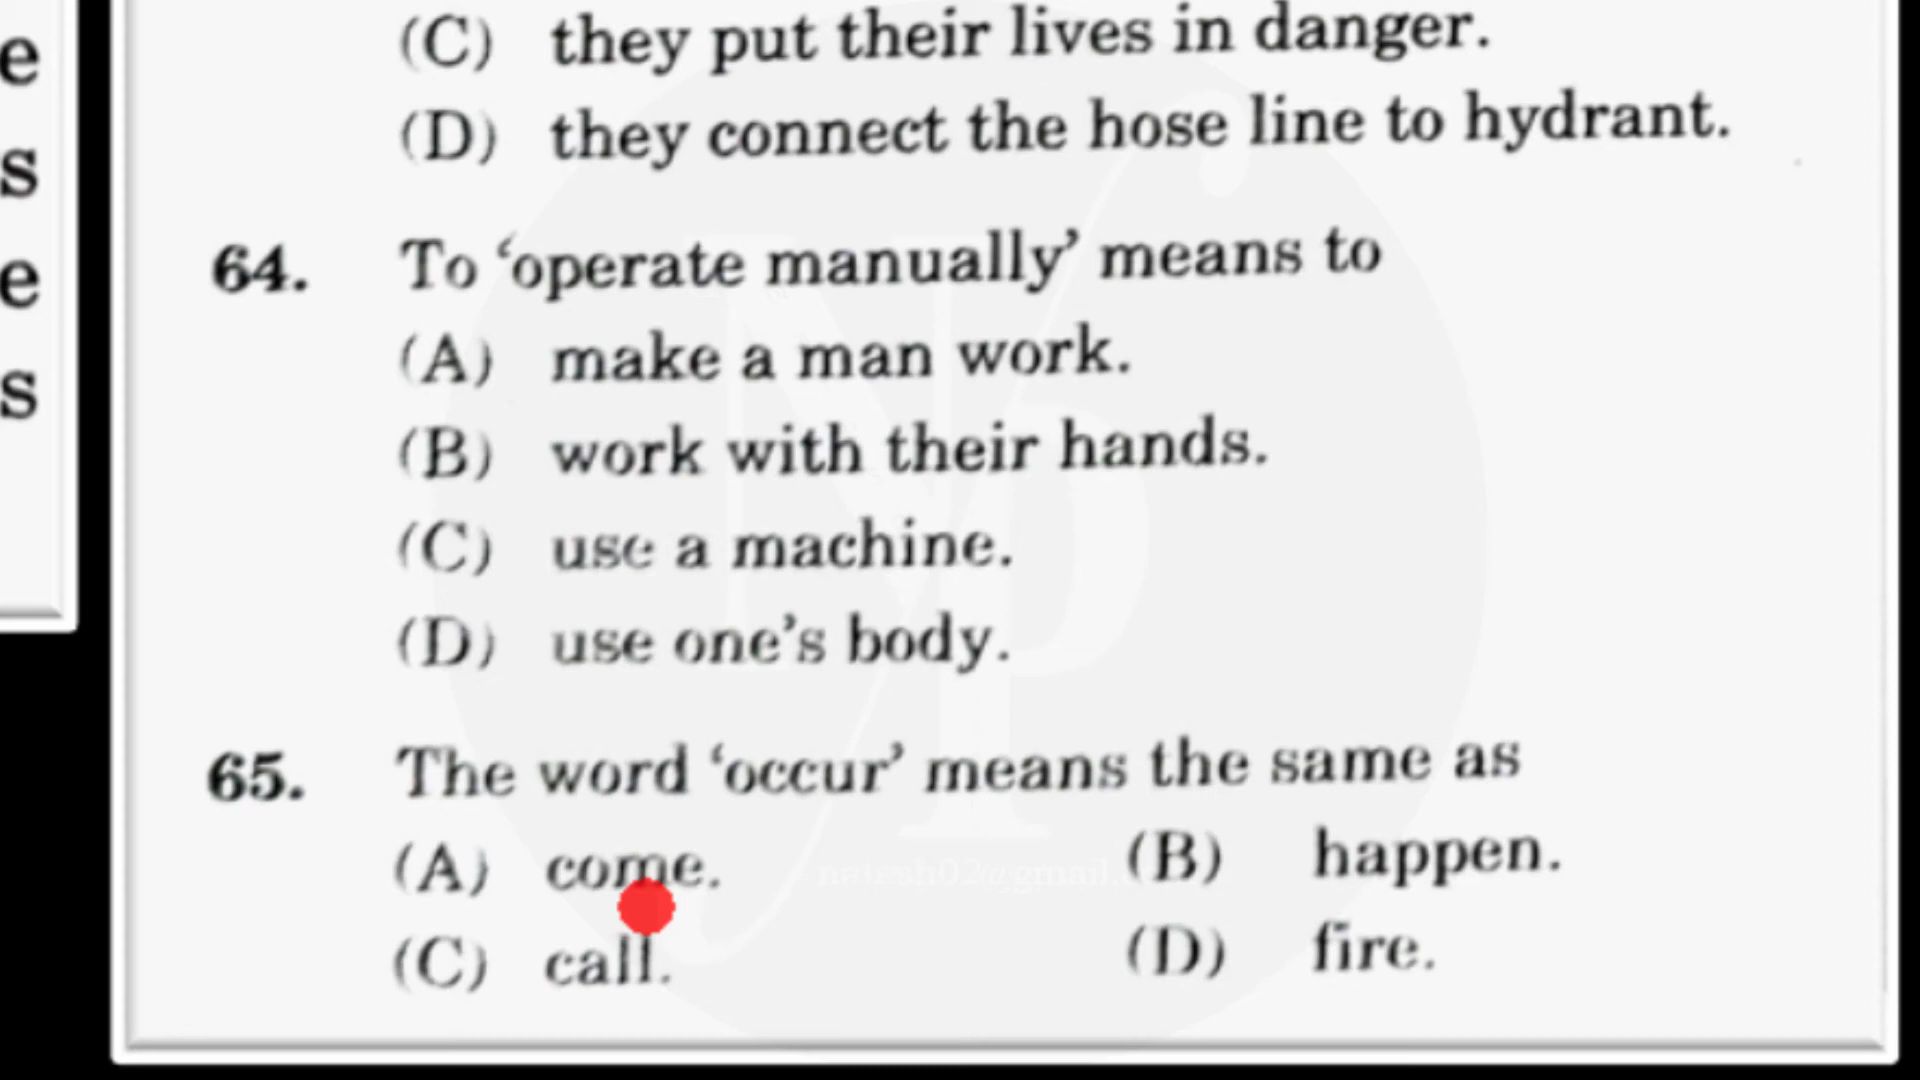 e
s
e
s
(C) they put their lives in danger.
(D) they connect the hose line to hydrant.
64. To ‘operate manually’ means to
(A) make a man work.
(B) work with their hands.
(C) use a machine.
(D) use one’s body.
65. The word ‘occur’ means the same as
(A) come. (B) happen.
(C) call. (D) fire.